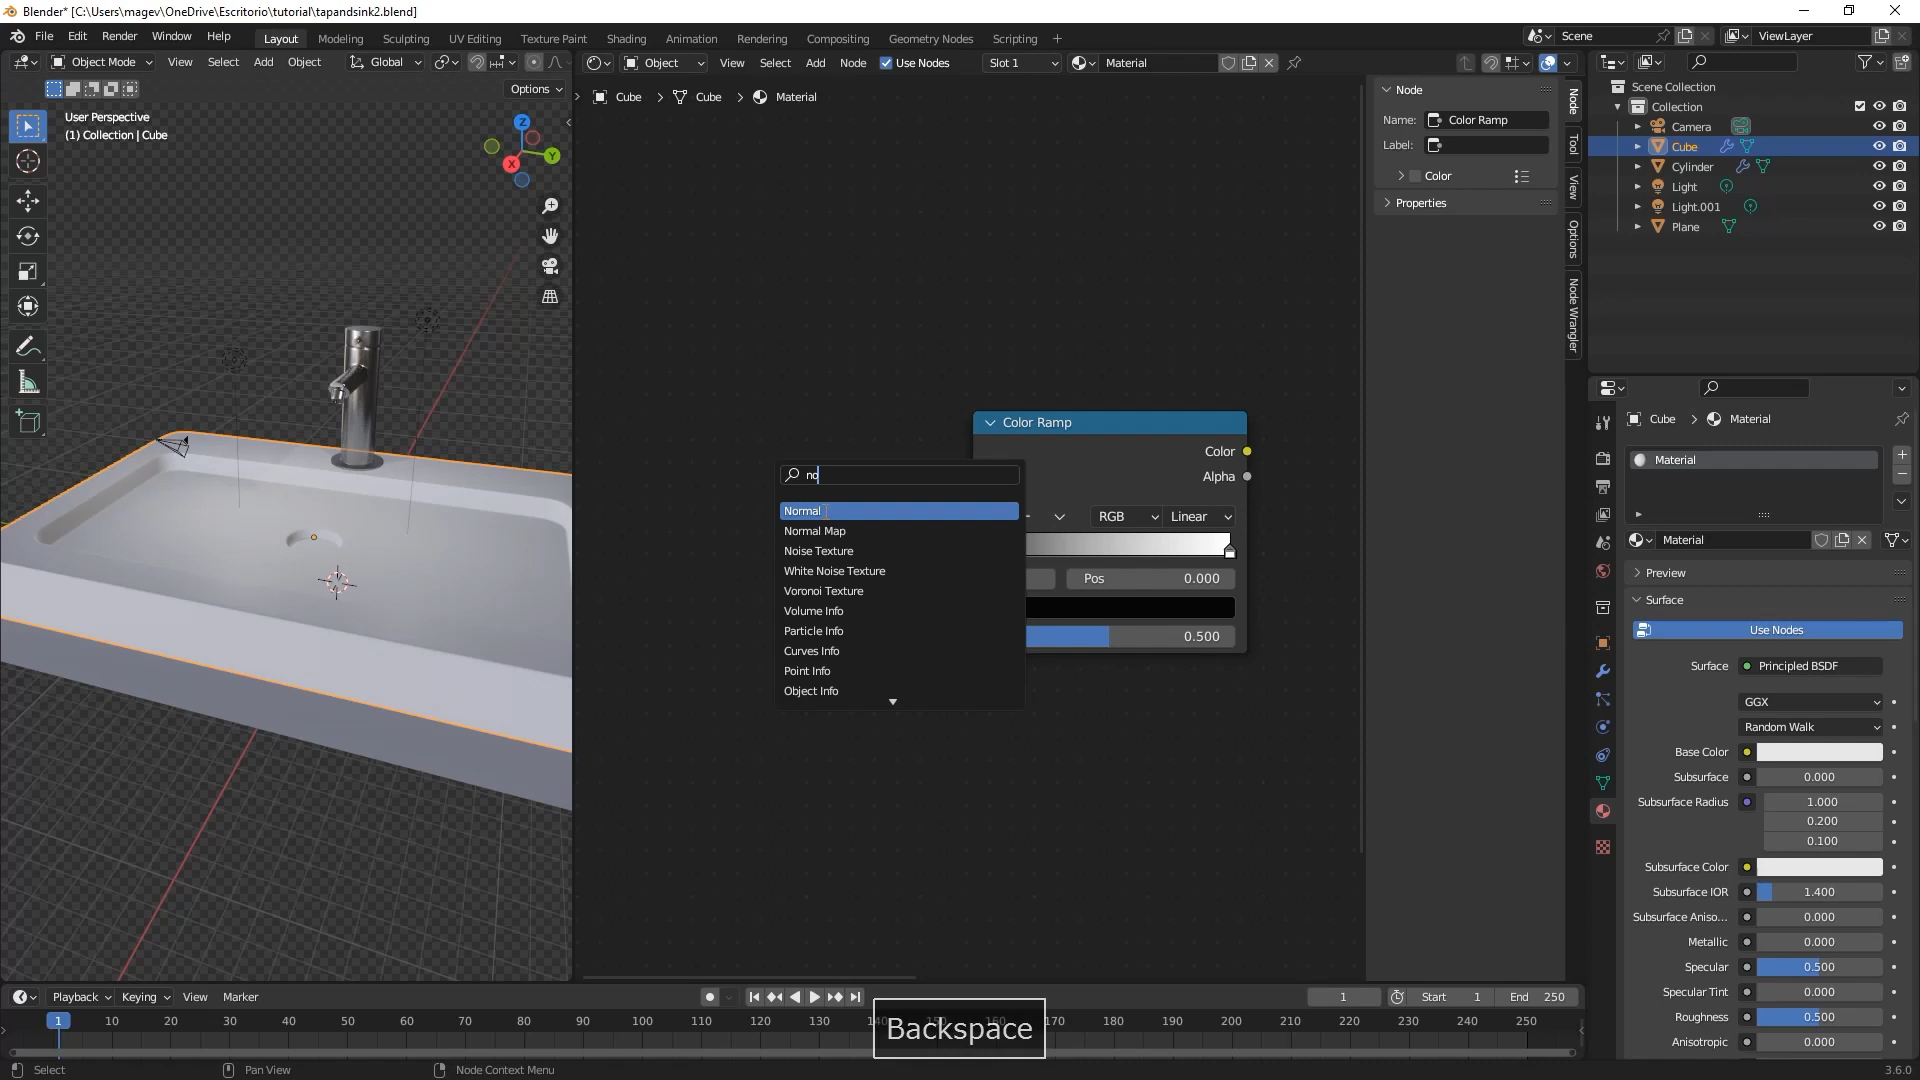 Blender* [C:\Users\magev\OneDrive\Escritorio\tutorial\tapandsink2.blend]
File Edit Render Window Help Layout Modeling Sculpting UV Editing Texture Paint Shading Animation Rendering Compositing Geometry Nodes Scripting + Scene ViewLayer
Object Mode View Select Add Object Global Object View Select Add Node Use Nodes Slot 1 Material
Options
User Perspective
(1) Collection | Cube
Z
Y
X
Cube > Cube > Material
Color Ramp
Color
Alpha
RGB Linear
Pos 0.000
0.500
no
Normal
Normal Map
Noise Texture
White Noise Texture
Voronoi Texture
Volume Info
Particle Info
Curves Info
Point Info
Object Info
Node
Name: Color Ramp
Label:
Color
Properties
Node
Tool
View
Options
Node Wrangler
Scene Collection
Collection
Camera
Cube
Cylinder
Light
Light.001
Plane
Cube > Material
Material
Material
Preview
Surface
Use Nodes
Surface Principled BSDF
GGX
Random Walk
Base Color
Subsurface 0.000
Subsurface Radius 1.000
0.200
0.100
Subsurface Color
Subsurface IOR 1.400
Subsurface Aniso... 0.000
Metallic 0.000
Specular 0.500
Specular Tint 0.000
Roughness 0.500
Anisotropic 0.000
Playback Keying View Marker 1 Start 1 End 250
1 10 20 30 40 50 60 70 80 90 100 110 120 130 140 150 160 170 180 190 200 210 220 230 240 250
Backspace
Select Pan View Node Context Menu 3.6.0